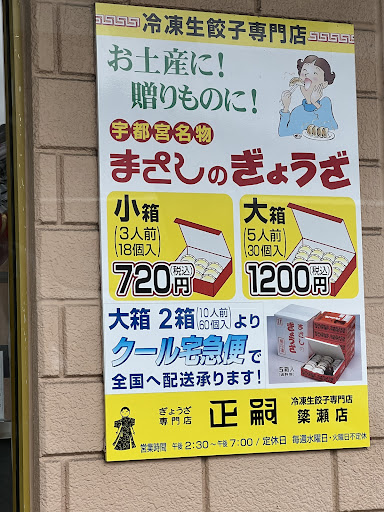 冷凍生餃子専門店
お土産に!
贈りものに!
宇都宮名物
まさしのぎょうざ
小箱
(3人前)
(18個入)
720円(税込)
大箱
(5人前)
(30個入)
1200円(税込)
大箱2箱(10人前)(60個入)より
クール宅急便で
全国へ配送承ります!
5箱入
ぎょうざ専門店
正嗣
冷凍生餃子専門店
簗瀬店
営業時間 午後2:30~午後7:00/定休日 毎週水曜日・火曜日不定休